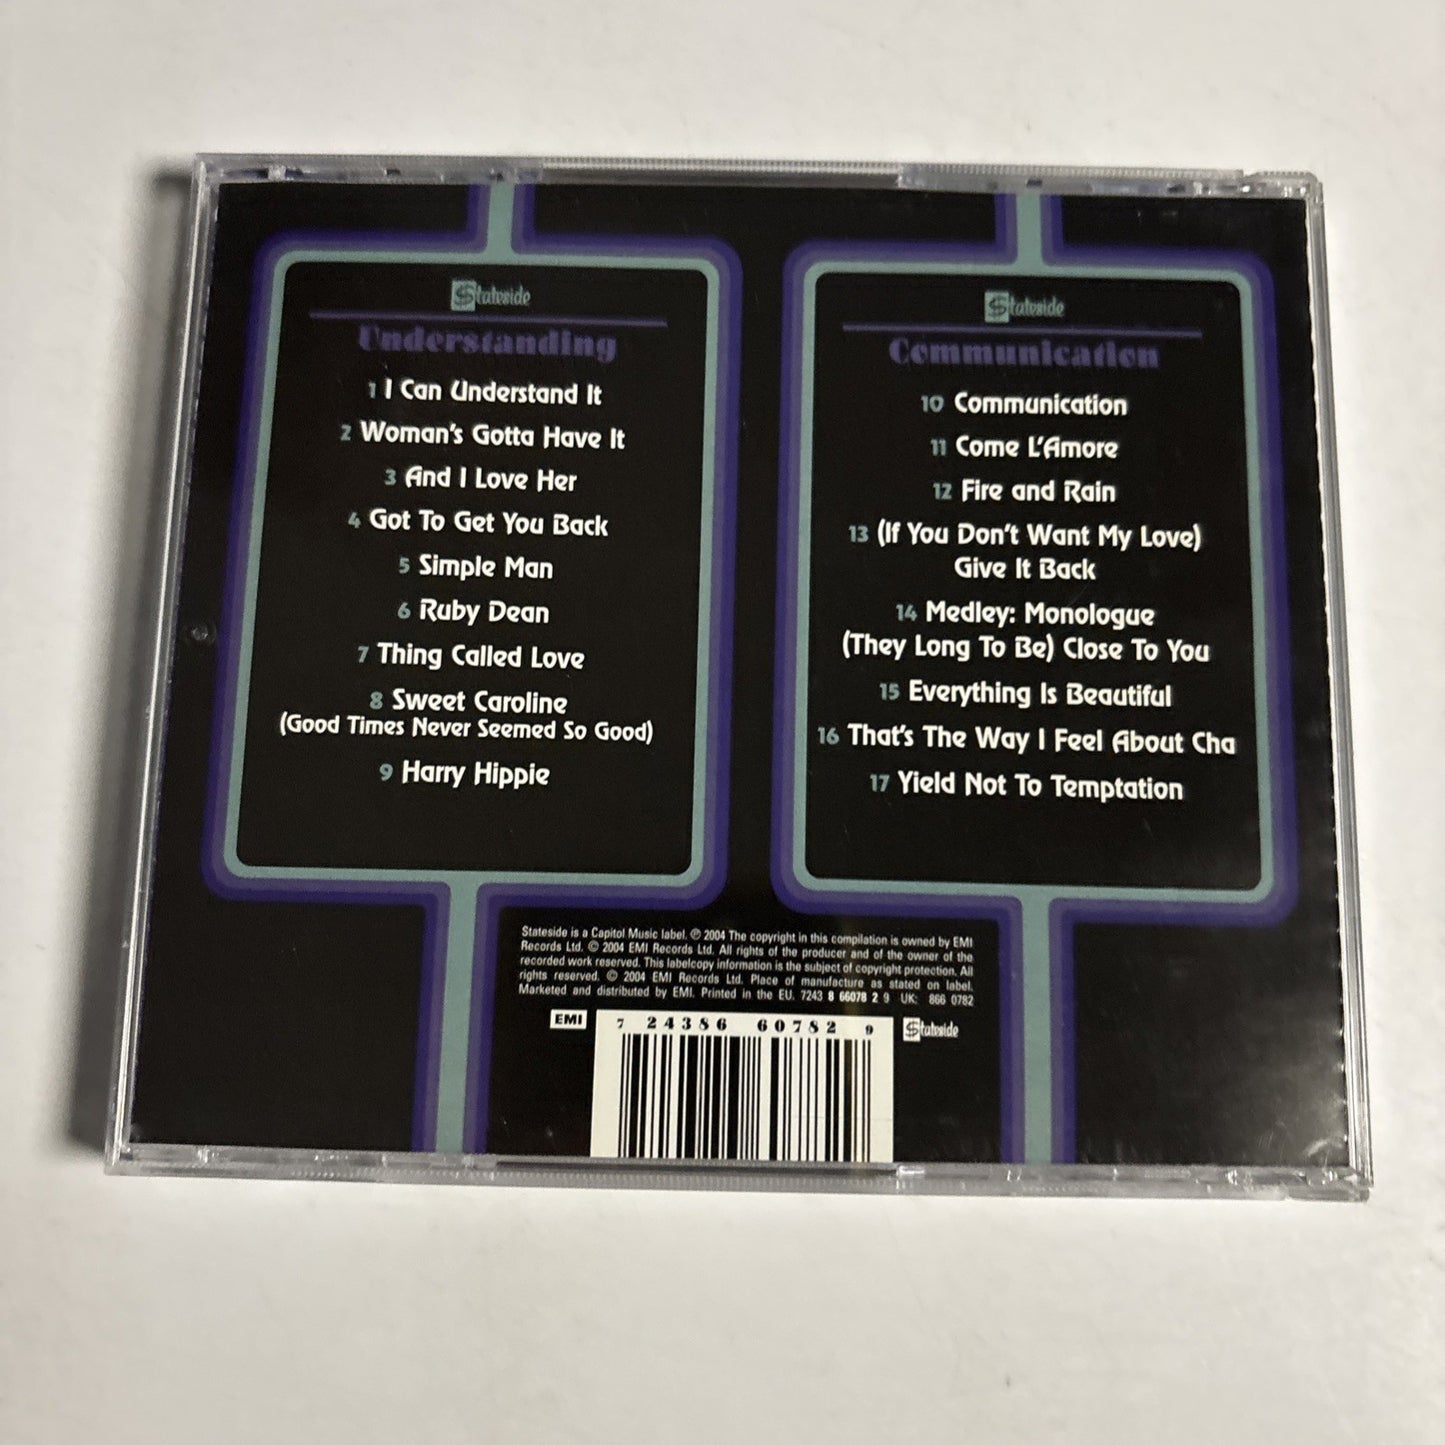 Stateside
Understanding
1 I Can Understand It
2 Woman's Gotta Have It
3 And I Love Her
4 Got To Get You Back
5 Simple Man
6 Ruby Dean
7 Thing Called Love
8 Sweet Caroline
(Good Times Never Seemed So Good)
9 Harry Hippie
Stateside
Communication
10 Communication
11 Come L'Amore
12 Fire and Rain
13 (If You Don't Want My Love)
Give It Back
14 Medley: Monologue
(They Long To Be) Close To You
15 Everything Is Beautiful
16 That's The Way I Feel About Cha
17 Yield Not To Temptation
Stateside is a Capitol Music label. ℗ 2004 The copyright in this compilation is owned by EMI
Records Ltd. © 2004 EMI Records Ltd. All rights of the producer and of the owner of the
recorded work reserved. This labelcopy information is the subject of copyright protection. All
rights reserved. © 2004 EMI Records Ltd. Place of manufacture as stated on label.
Marketed and distributed by EMI. Printed in the EU. 7243 8 66078 2 9 UK: 866 0782
EMI
7 24386 60782 9
Stateside